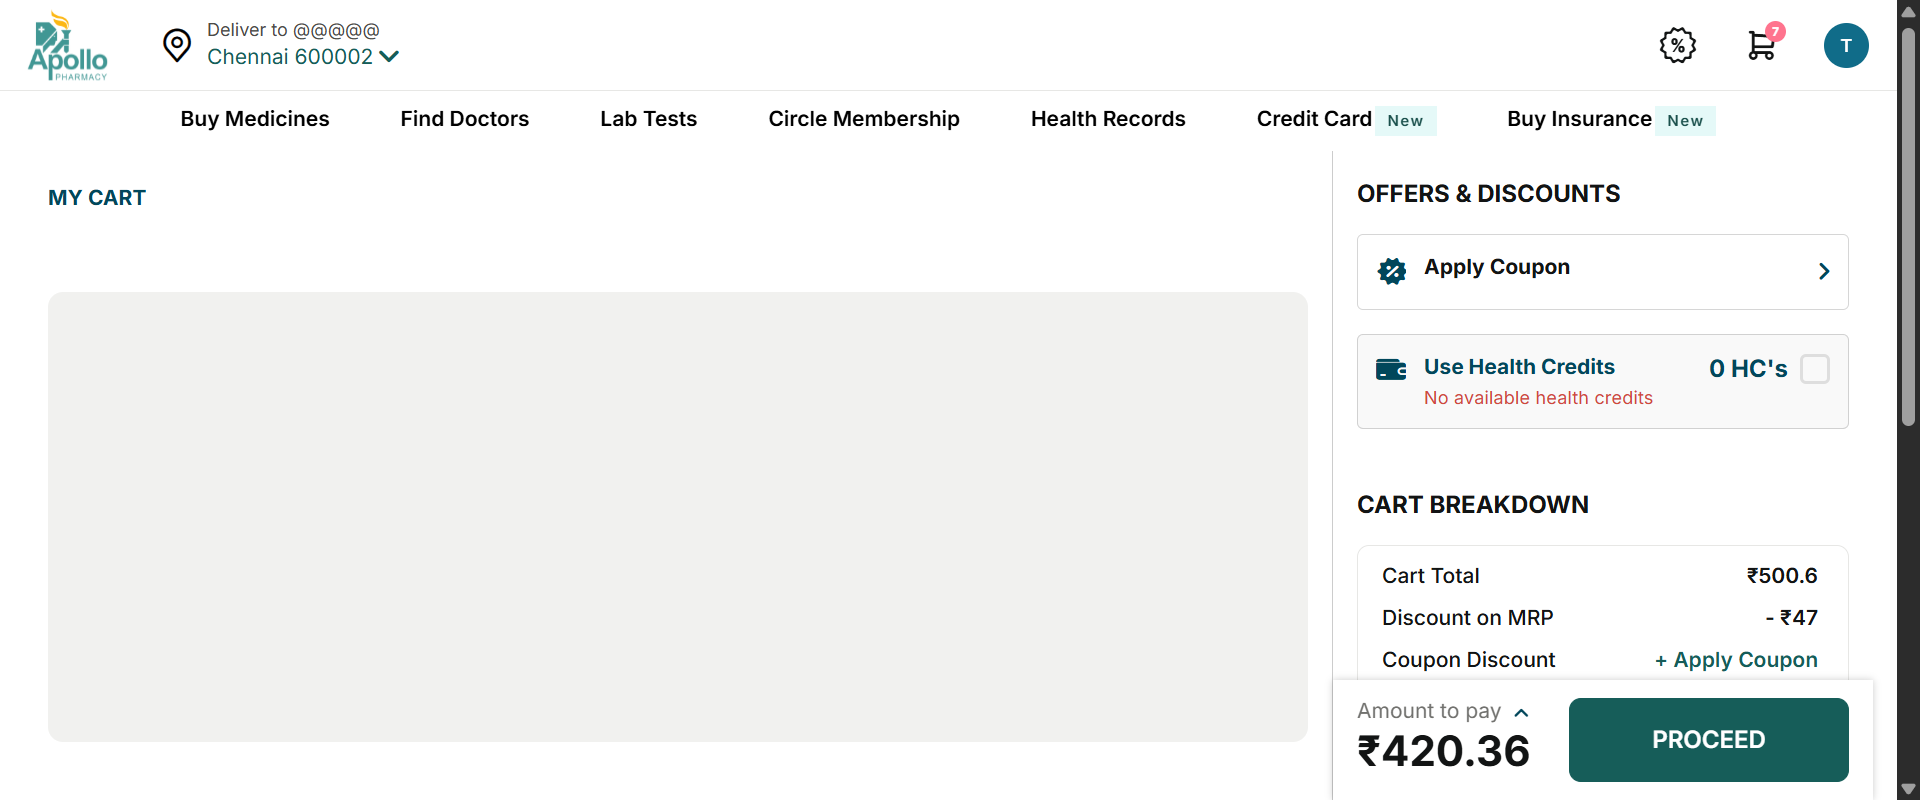 Apollo
PHARMACY
Deliver to @@@@@
Chennai 600002
%
7
T
Buy Medicines
Find Doctors
Lab Tests
Circle Membership
Health Records
Credit Card New
Buy Insurance New
MY CART
OFFERS & DISCOUNTS
Apply Coupon
Use Health Credits 0 HC's
No available health credits
CART BREAKDOWN
Cart Total ₹500.6
Discount on MRP - ₹47
Coupon Discount + Apply Coupon
Amount to pay
₹420.36
PROCEED